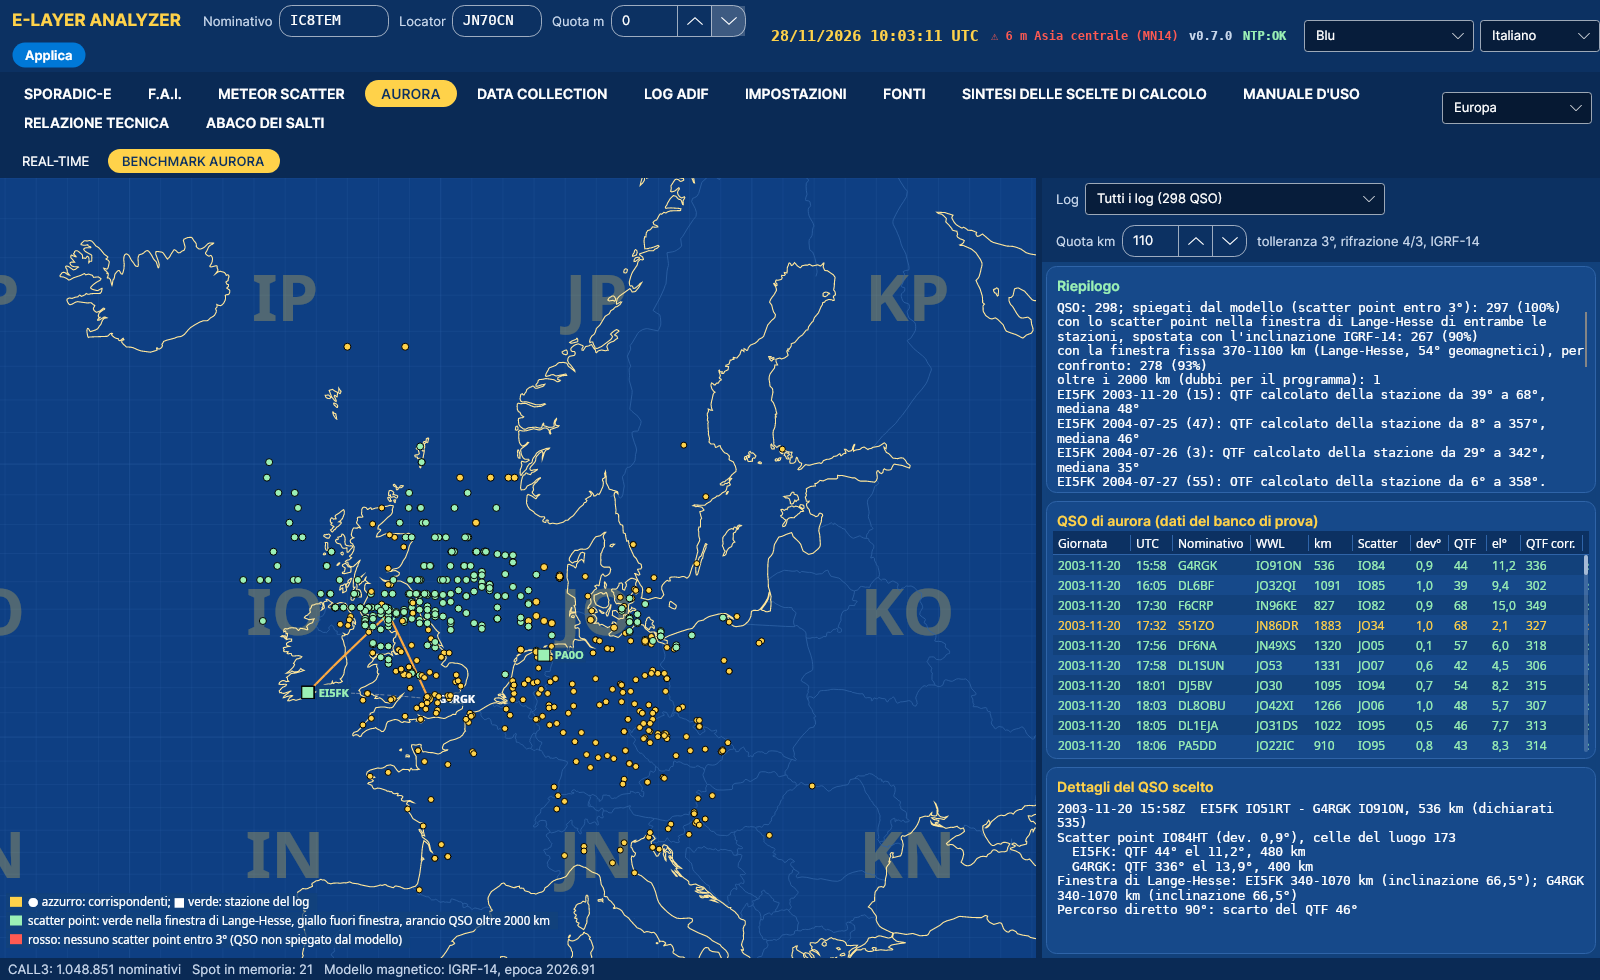 E-LAYER ANALYZER
Nominativo IC8TEM Locator JN70CN Quota m 0
28/11/2026 10:03:11 UTC ⚠ 6 m Asia centrale (MN14) v0.7.0 NTP:OK Blu Italiano
Applica
SPORADIC-E F.A.I. METEOR SCATTER AURORA DATA COLLECTION LOG ADIF IMPOSTAZIONI FONTI SINTESI DELLE SCELTE DI CALCOLO MANUALE D'USO
RELAZIONE TECNICA ABACO DEI SALTI
Europa
REAL-TIME BENCHMARK AURORA
P IP JP KP
O IO JO KO
N IN JN KN
PA0O
EI5FK
G4RGK
azzurro: corrispondenti; verde: stazione del log
scatter point: verde nella finestra di Lange-Hesse, giallo fuori finestra, arancio QSO oltre 2000 km
rosso: nessuno scatter point entro 3° (QSO non spiegato dal modello)
Log Tutti i log (298 QSO)
Quota km 110 tolleranza 3°, rifrazione 4/3, IGRF-14
Riepilogo
QSO: 298; spiegati dal modello (scatter point entro 3°): 297 (100%)
con lo scatter point nella finestra di Lange-Hesse di entrambe le
stazioni, spostata con l'inclinazione IGRF-14: 267 (90%)
con la finestra fissa 370-1100 km (Lange-Hesse, 54° geomagnetici), per
confronto: 278 (93%)
oltre i 2000 km (dubbi per il programma): 1
EI5FK 2003-11-20 (15): QTF calcolato della stazione da 39° a 68°,
mediana 48°
EI5FK 2004-07-25 (47): QTF calcolato della stazione da 8° a 357°,
mediana 46°
EI5FK 2004-07-26 (3): QTF calcolato della stazione da 29° a 342°,
mediana 35°
EI5FK 2004-07-27 (55): QTF calcolato della stazione da 6° a 358°.
QSO di aurora (dati del banco di prova)
Giornata UTC Nominativo WWL km Scatter dev° QTF el° QTF corr.
2003-11-20 15:58 G4RGK IO91ON 536 IO84 0,9 44 11,2 336
2003-11-20 16:05 DL6BF JO32QI 1091 IO85 1,0 39 9,4 302
2003-11-20 17:30 F6CRP IN96KE 827 IO82 0,9 68 15,0 349
2003-11-20 17:32 S51ZO JN86DR 1883 JO34 1,0 68 2,1 327
2003-11-20 17:56 DF6NA JN49XS 1320 JO05 0,1 57 6,0 318
2003-11-20 17:58 DL1SUN JO53 1331 JO07 0,6 42 4,5 306
2003-11-20 18:01 DJ5BV JO30 1095 IO94 0,7 54 8,2 315
2003-11-20 18:03 DL8OBU JO42XI 1266 JO06 1,0 48 5,7 307
2003-11-20 18:05 DL1EJA JO31DS 1022 IO95 0,5 46 7,7 313
2003-11-20 18:06 PA5DD JO22IC 910 IO95 0,8 43 8,3 314
Dettagli del QSO scelto
2003-11-20 15:58Z EI5FK IO51RT - G4RGK IO91ON, 536 km (dichiarati
535)
Scatter point IO84HT (dev. 0,9°), celle del luogo 173
EI5FK: QTF 44° el 11,2°, 480 km
G4RGK: QTF 336° el 13,9°, 400 km
Finestra di Lange-Hesse: EI5FK 340-1070 km (inclinazione 66,5°); G4RGK
340-1070 km (inclinazione 66,5°)
Percorso diretto 90°: scarto del QTF 46°
CALL3: 1.048.851 nominativi Spot in memoria: 21 Modello magnetico: IGRF-14, epoca 2026.91